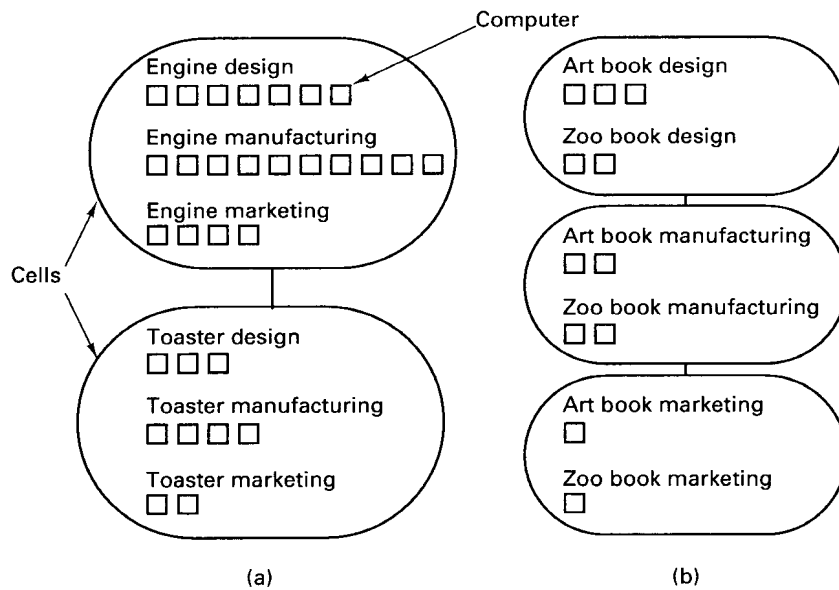 Computer
Engine design
Engine manufacturing
Engine marketing
Cells
Toaster design
Toaster manufacturing
Toaster marketing
(a)
Art book design
Zoo book design
Art book manufacturing
Zoo book manufacturing
Art book marketing
Zoo book marketing
(b)